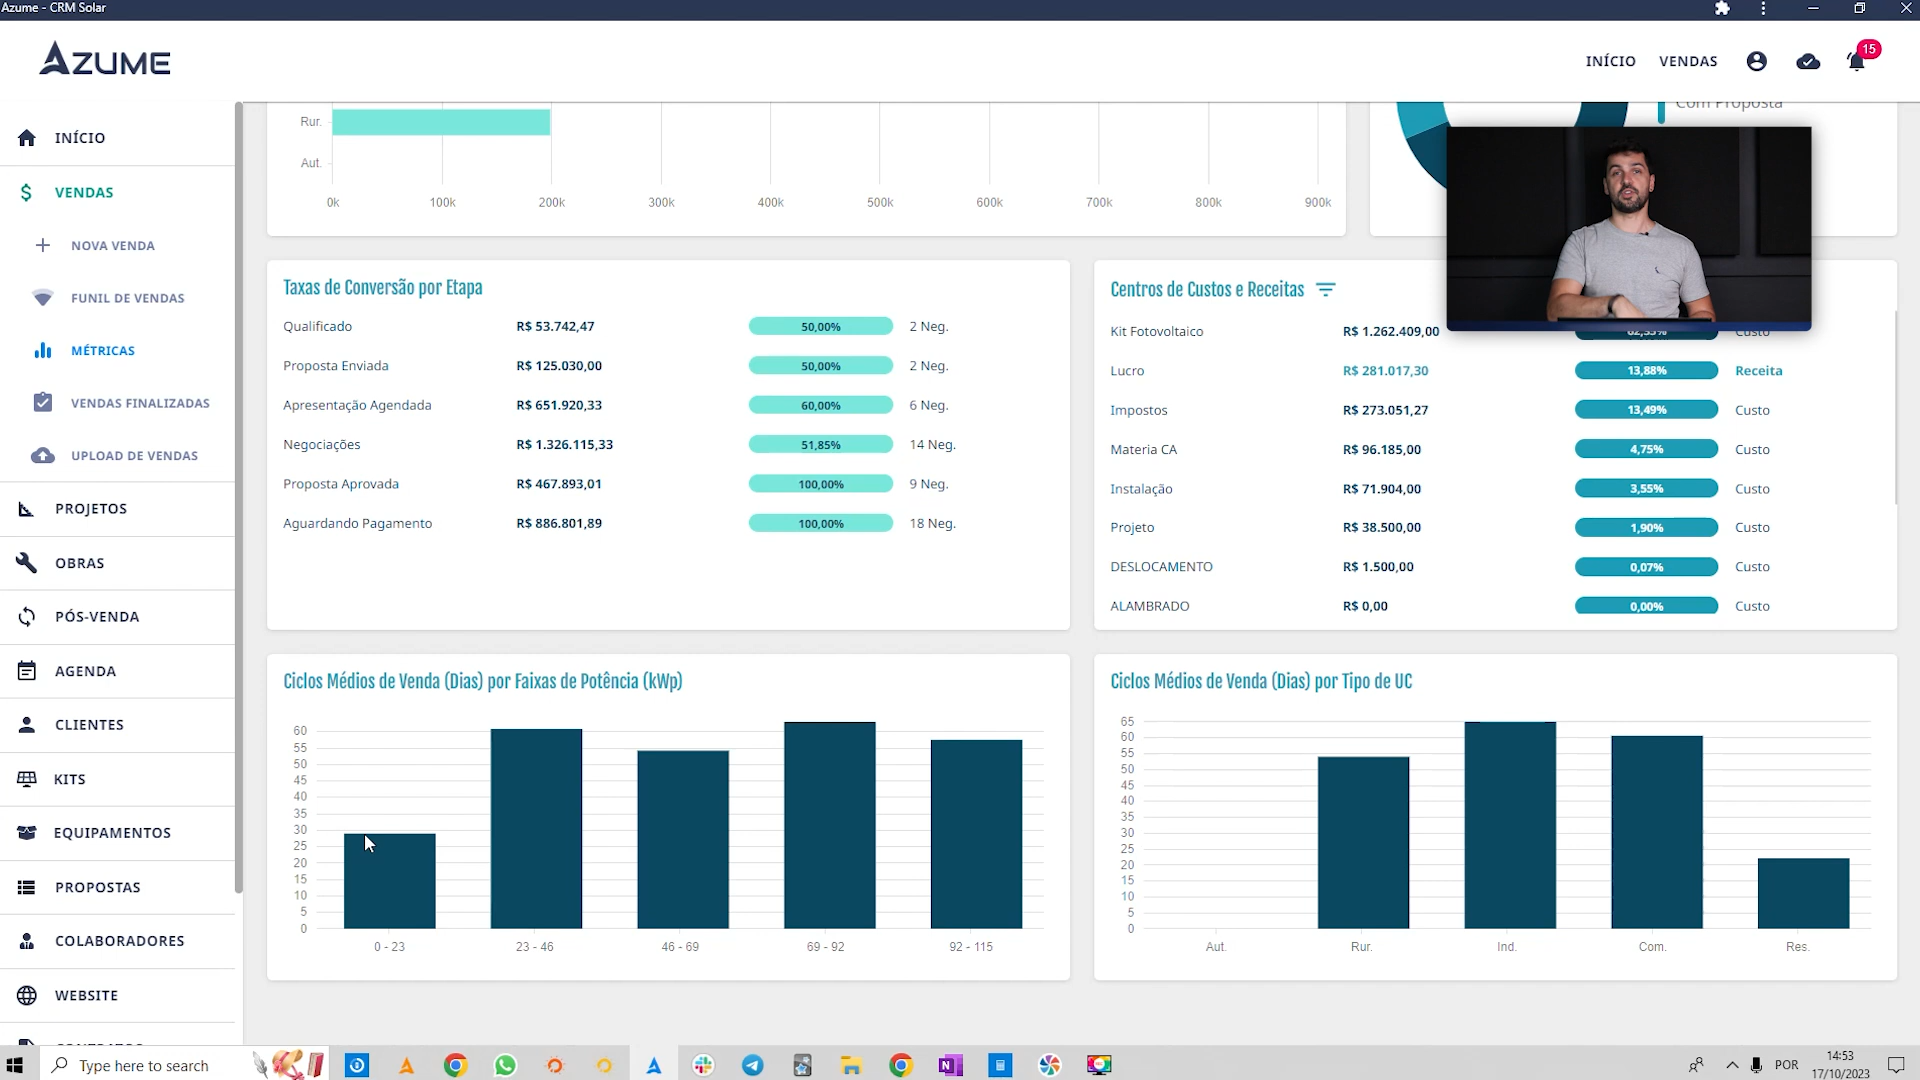 Azume - CRM Solar
AZUME
INÍCIO
VENDAS
15
INÍCIO
VENDAS
NOVA VENDA
FUNIL DE VENDAS
MÉTRICAS
VENDAS FINALIZADAS
UPLOAD DE VENDAS
PROJETOS
OBRAS
PÓS-VENDA
AGENDA
CLIENTES
KITS
EQUIPAMENTOS
PROPOSTAS
COLABORADORES
WEBSITE
Rur.
Aut.
0k 100k 200k 300k 400k 500k 600k 700k 800k 900k
Com Proposta
Taxas de Conversão por Etapa
Qualificado R$ 53.742,47 50,00% 2 Neg.
Proposta Enviada R$ 125.030,00 50,00% 2 Neg.
Apresentação Agendada R$ 651.920,33 60,00% 6 Neg.
Negociações R$ 1.326.115,33 51,85% 14 Neg.
Proposta Aprovada R$ 467.893,01 100,00% 9 Neg.
Aguardando Pagamento R$ 886.801,89 100,00% 18 Neg.
Centros de Custos e Receitas
Kit Fotovoltaico R$ 1.262.409,00 Custo
Lucro R$ 281.017,30 13,88% Receita
Impostos R$ 273.051,27 13,49% Custo
Materia CA R$ 96.185,00 4,75% Custo
Instalação R$ 71.904,00 3,55% Custo
Projeto R$ 38.500,00 1,90% Custo
DESLOCAMENTO R$ 1.500,00 0,07% Custo
ALAMBRADO R$ 0,00 0,00% Custo
Ciclos Médios de Venda (Dias) por Faixas de Potência (kWp)
60
55
50
45
40
35
30
25
20
15
10
5
0
0 - 23 23 - 46 46 - 69 69 - 92 92 - 115
Ciclos Médios de Venda (Dias) por Tipo de UC
65
60
55
50
45
40
35
30
25
20
15
10
5
0
Aut. Rur. Ind. Com. Res.
Type here to search
POR
14:53
17/10/2023